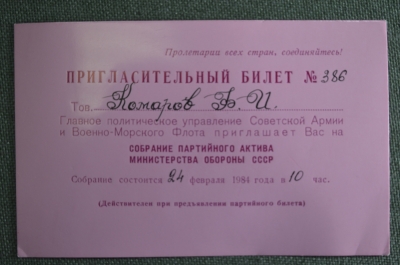 Пролетарии всех стран, соединяйтесь!
ПРИГЛАСИТЕЛЬНЫЙ БИЛЕТ № 386
Тов. Комаров Б. И.
Главное политическое управление Советской Армии
и Военно-Морского Флота приглашает Вас на
СОБРАНИЕ ПАРТИЙНОГО АКТИВА
МИНИСТЕРСТВА ОБОРОНЫ СССР
Собрание состоится 24 февраля 1984 года в 10 час.
(Действителен при предъявлении партийного билета)